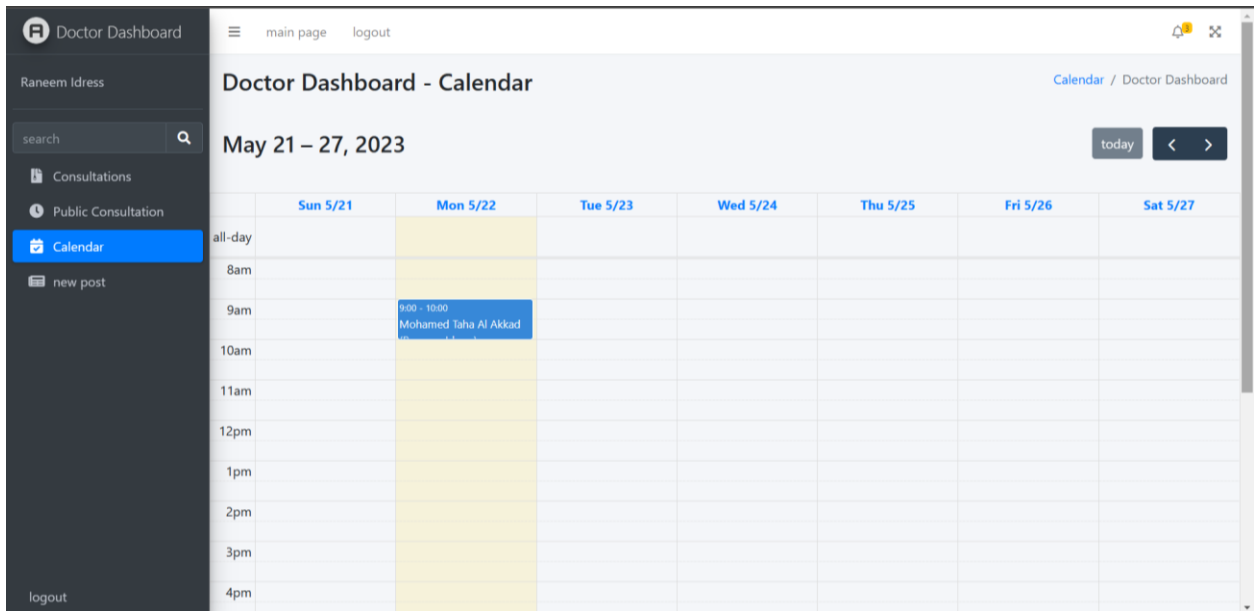 Doctor Dashboard
main page logout
3
Raneem Idress
search
Consultations
Public Consultation
Calendar
new post
logout
Doctor Dashboard - Calendar
Calendar / Doctor Dashboard
May 21 – 27, 2023
today
Sun 5/21 Mon 5/22 Tue 5/23 Wed 5/24 Thu 5/25 Fri 5/26 Sat 5/27
all-day
8am
9am
9:00 - 10:00
Mohamed Taha Al Akkad
10am
11am
12pm
1pm
2pm
3pm
4pm